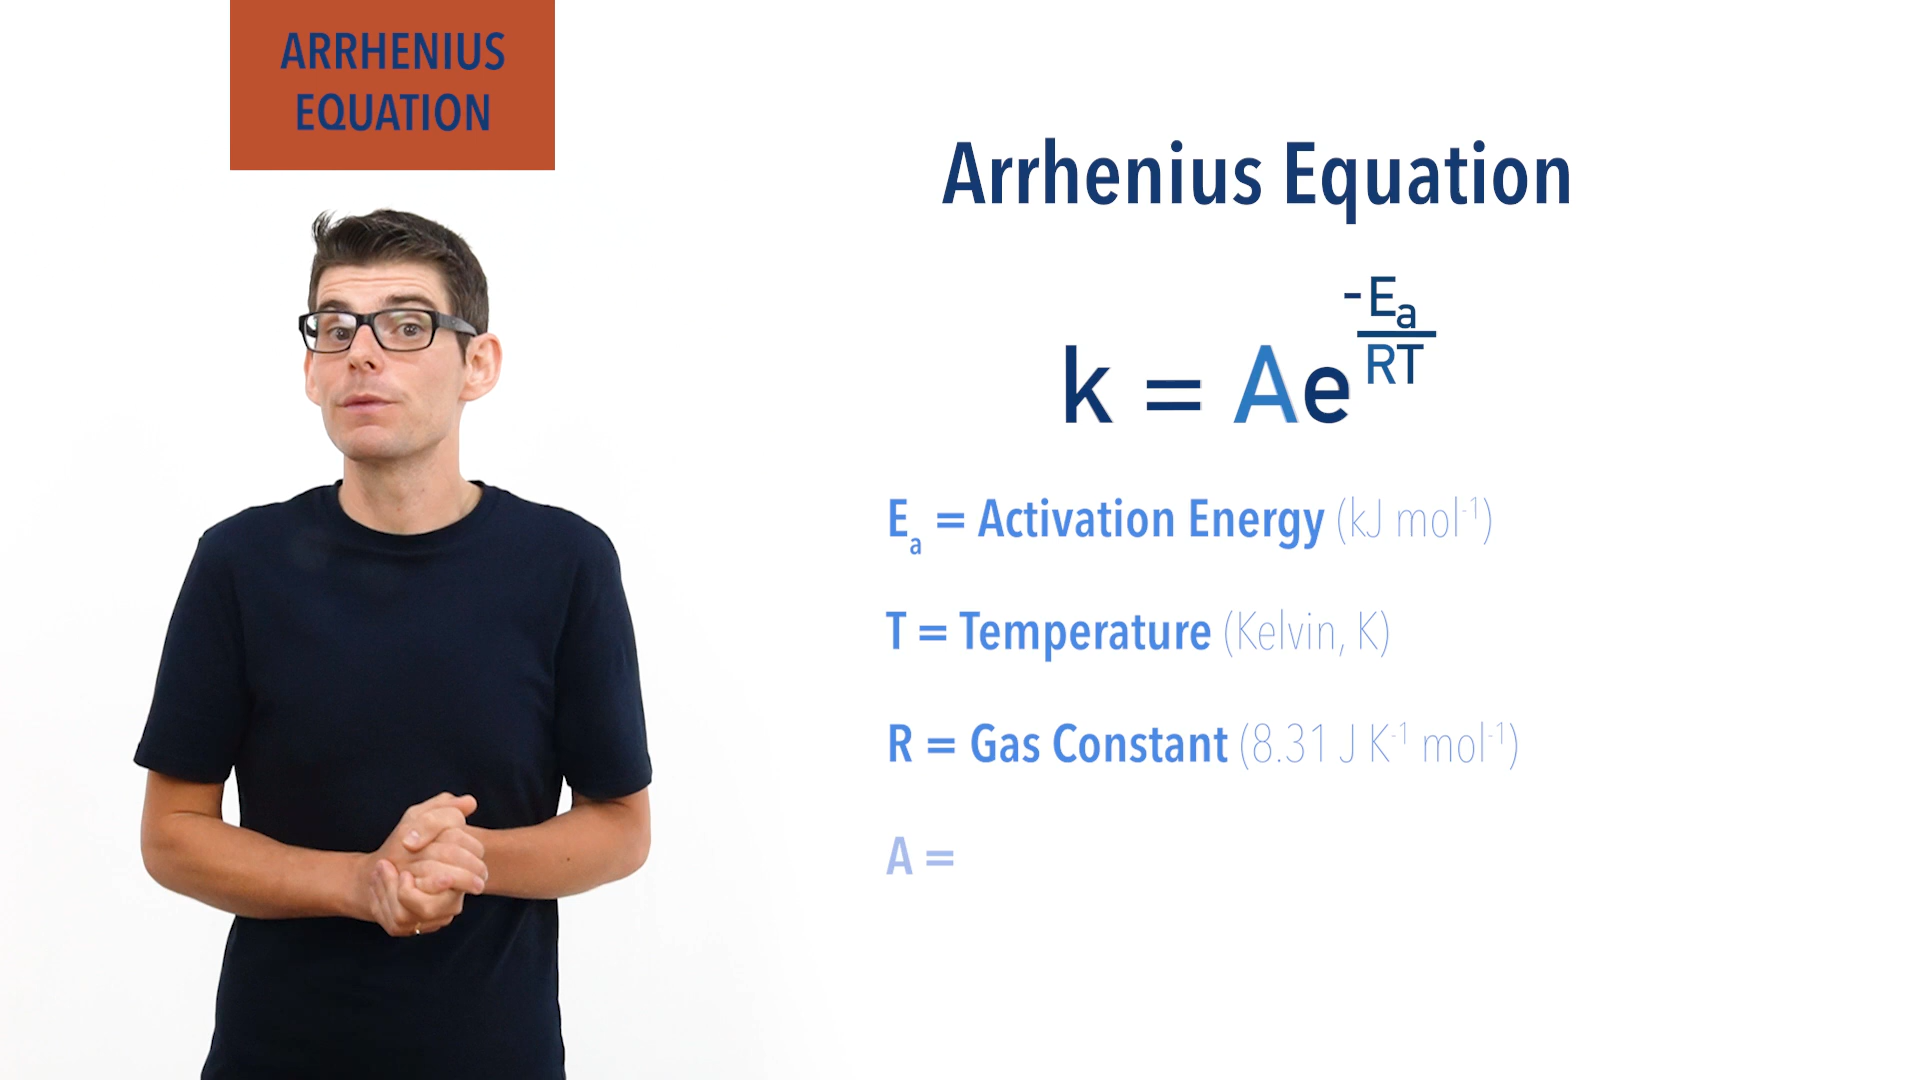 ARRHENIUS
EQUATION
Arrhenius Equation
k = Ae^(-Eₐ/RT)
Eₐ = Activation Energy (kJ mol⁻¹)
T = Temperature (Kelvin, K)
R = Gas Constant (8.31 J K⁻¹ mol⁻¹)
A =